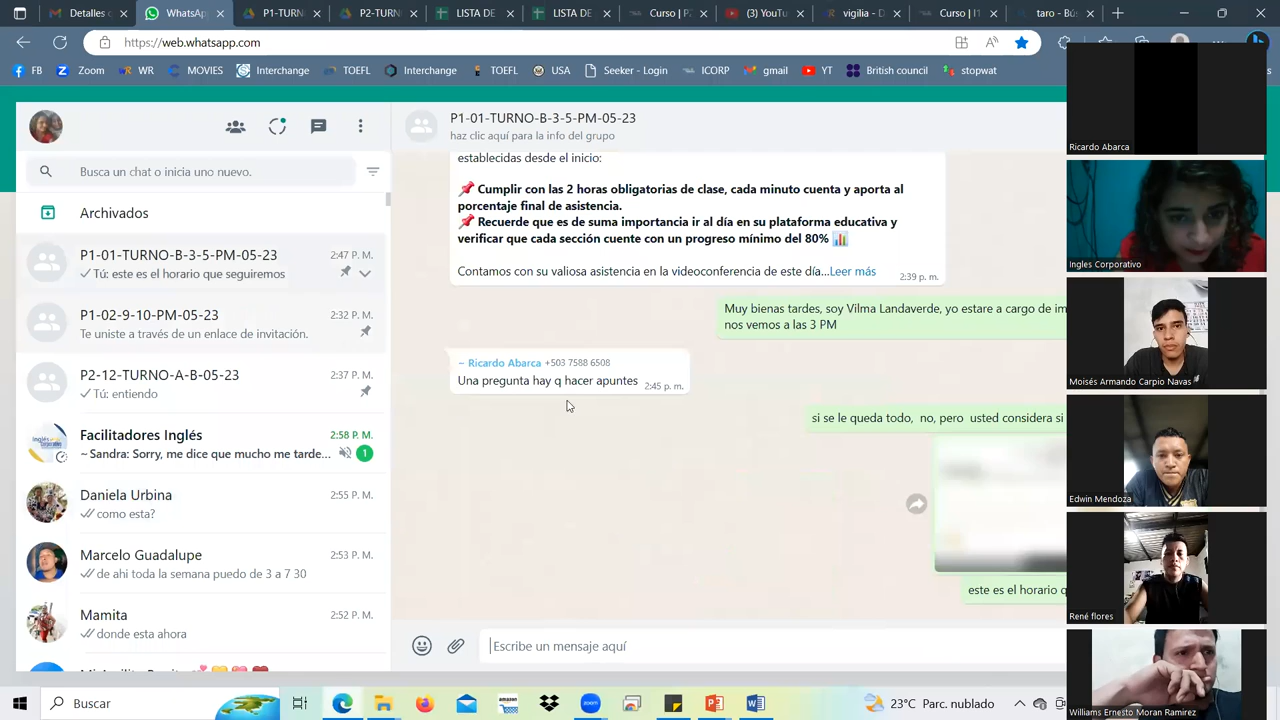 Gmail
WhatsAp
P1-TURN
P2-TURN
LISTA DE
LISTA DE
Curso | P
(3) YouTu
vigilia - D
Curso | I
taro - Bús
https://web.whatsapp.com
FB
Zoom
WR
MOVIES
Interchange
TOEFL
Interchange
TOEFL
USA
Seeker - Login
ICORP
gmail
YT
British council
stopwat
Busca un chat o inicia uno nuevo.
Archivados
P1-01-TURNO-B-3-5-PM-05-23
2:47 P. M.
Tú: este es el horario que seguiremos
P1-02-9-10-PM-05-23
2:32 P. M.
Te uniste a través de un enlace de invitación.
P2-12-TURNO-A-B-05-23
2:37 P. M.
Tú: entiendo
Facilitadores Inglés
2:58 P. M.
~ Sandra: Sorry, me dice que mucho me tarde...
1
Daniela Urbina
2:55 P. M.
como esta?
Marcelo Guadalupe
2:53 P. M.
de ahi toda la semana puedo de 3 a 7 30
Mamita
2:52 P. M.
donde esta ahora
P1-01-TURNO-B-3-5-PM-05-23
haz clic aquí para la info del grupo
establecidas desde el inicio:
📌 Cumplir con las 2 horas obligatorias de clase, cada minuto cuenta y aporta al
porcentaje final de asistencia.
📌 Recuerde que es de suma importancia ir al día en su plataforma educativa y
verificar que cada sección cuente con un progreso mínimo del 80% 📊
Contamos con su valiosa asistencia en la videoconferencia de este día...Leer más
2:39 p. m.
Muy bienas tardes, soy Vilma Landaverde, yo estare a cargo de im
nos vemos a las 3 PM
~ Ricardo Abarca +503 7588 6508
Una pregunta hay q hacer apuntes
2:45 p. m.
si se le queda todo, no, pero usted considera si
este es el horario q
Escribe un mensaje aquí
Ricardo Abarca
Ingles Corporativo
Moisés Armando Carpio Navas
Edwin Mendoza
René flores
Williams Ernesto Moran Ramirez
Buscar
amazon
zoom
23°C Parc. nublado